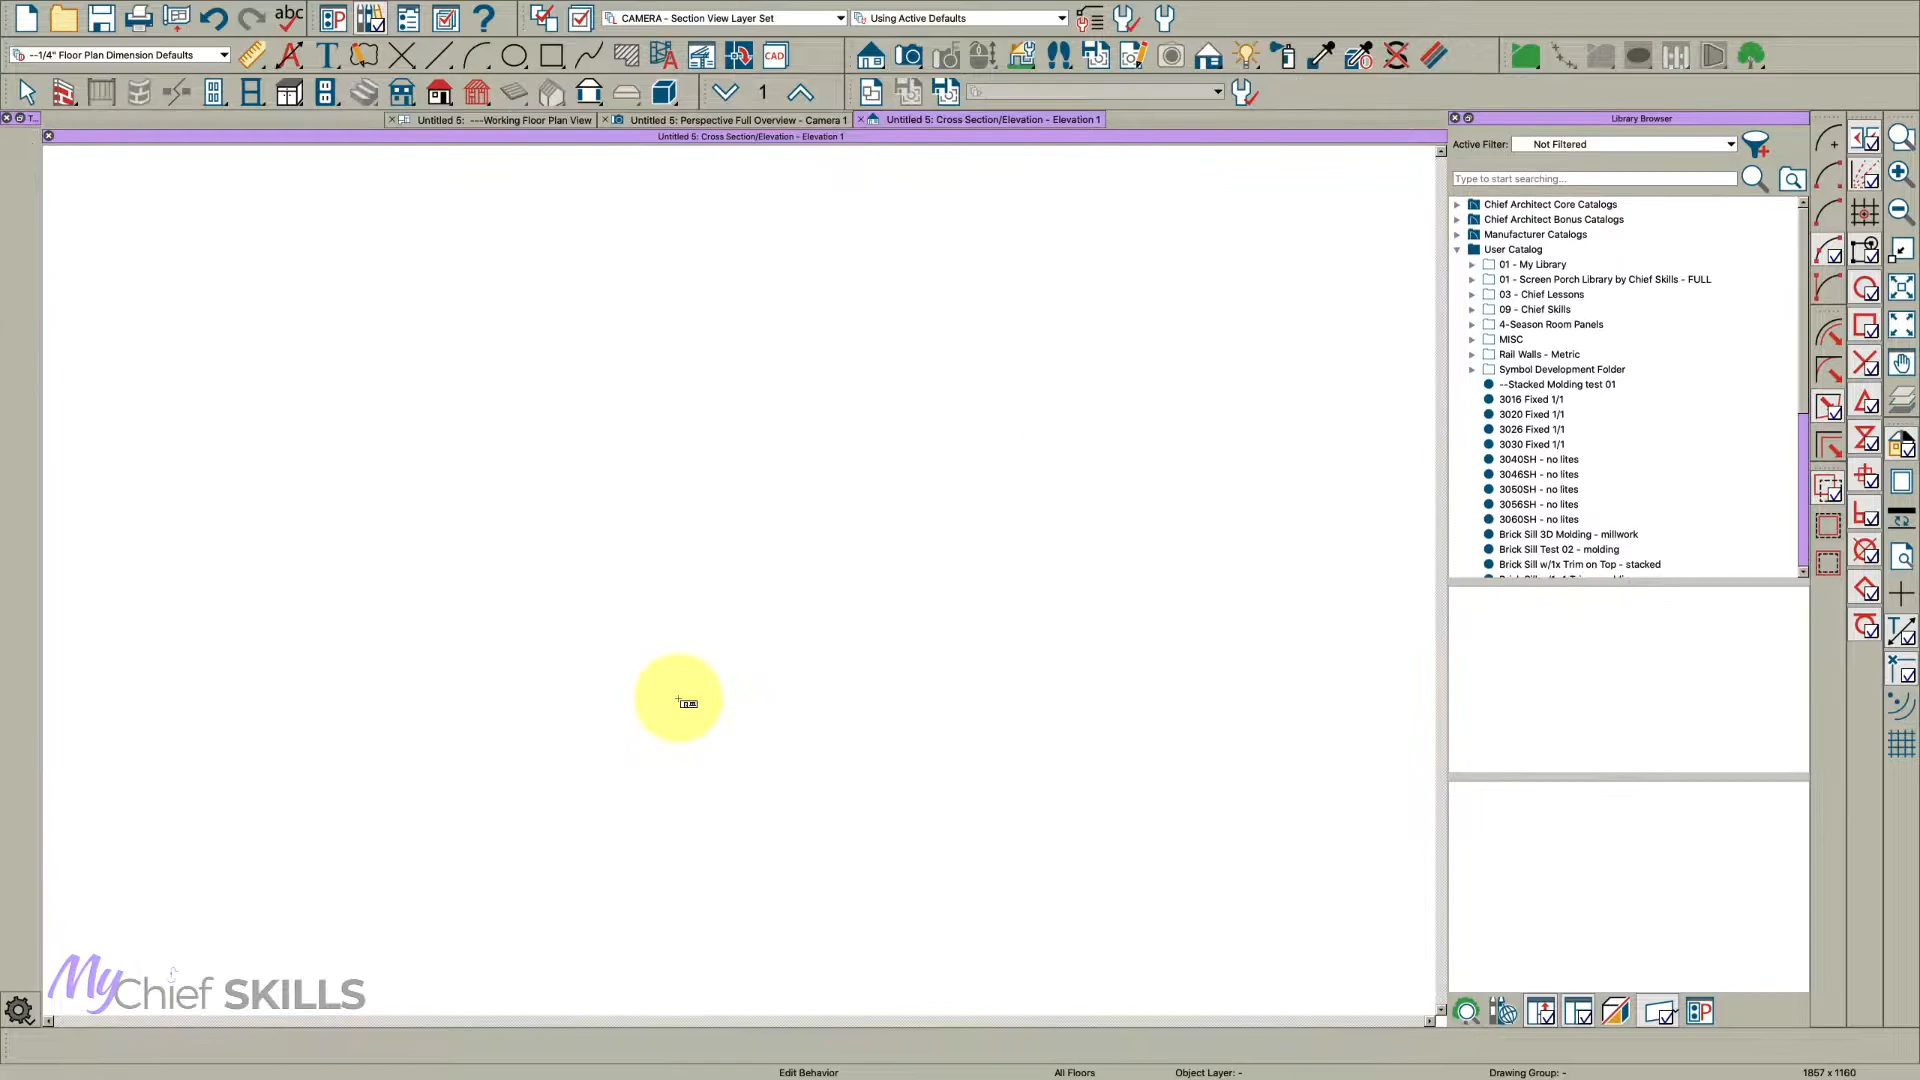 CAMERA - Section View Layer Set
Using Active Defaults
abc
--1/4" Floor Plan Dimension Defaults
CAD
1
T...
Untitled 5: ---Working Floor Plan View
Untitled 5: Perspective Full Overview - Camera 1
Untitled 5: Cross Section/Elevation - Elevation 1
Untitled 5: Cross Section/Elevation - Elevation 1
Library Browser
Active Filter:
Not Filtered
Type to start searching...
Chief Architect Core Catalogs
Chief Architect Bonus Catalogs
Manufacturer Catalogs
User Catalog
01 - My Library
01 - Screen Porch Library by Chief Skills - FULL
03 - Chief Lessons
09 - Chief Skills
4-Season Room Panels
MISC
Rail Walls - Metric
Symbol Development Folder
--Stacked Molding test 01
3016 Fixed 1/1
3020 Fixed 1/1
3026 Fixed 1/1
3030 Fixed 1/1
3040SH - no lites
3046SH - no lites
3050SH - no lites
3056SH - no lites
3060SH - no lites
Brick Sill 3D Molding - millwork
Brick Sill Test 02 - molding
Brick Sill w/1x Trim on Top - stacked
My Chief SKILLS
Edit Behavior
All Floors
Object Layer: -
Drawing Group: -
1857 x 1160